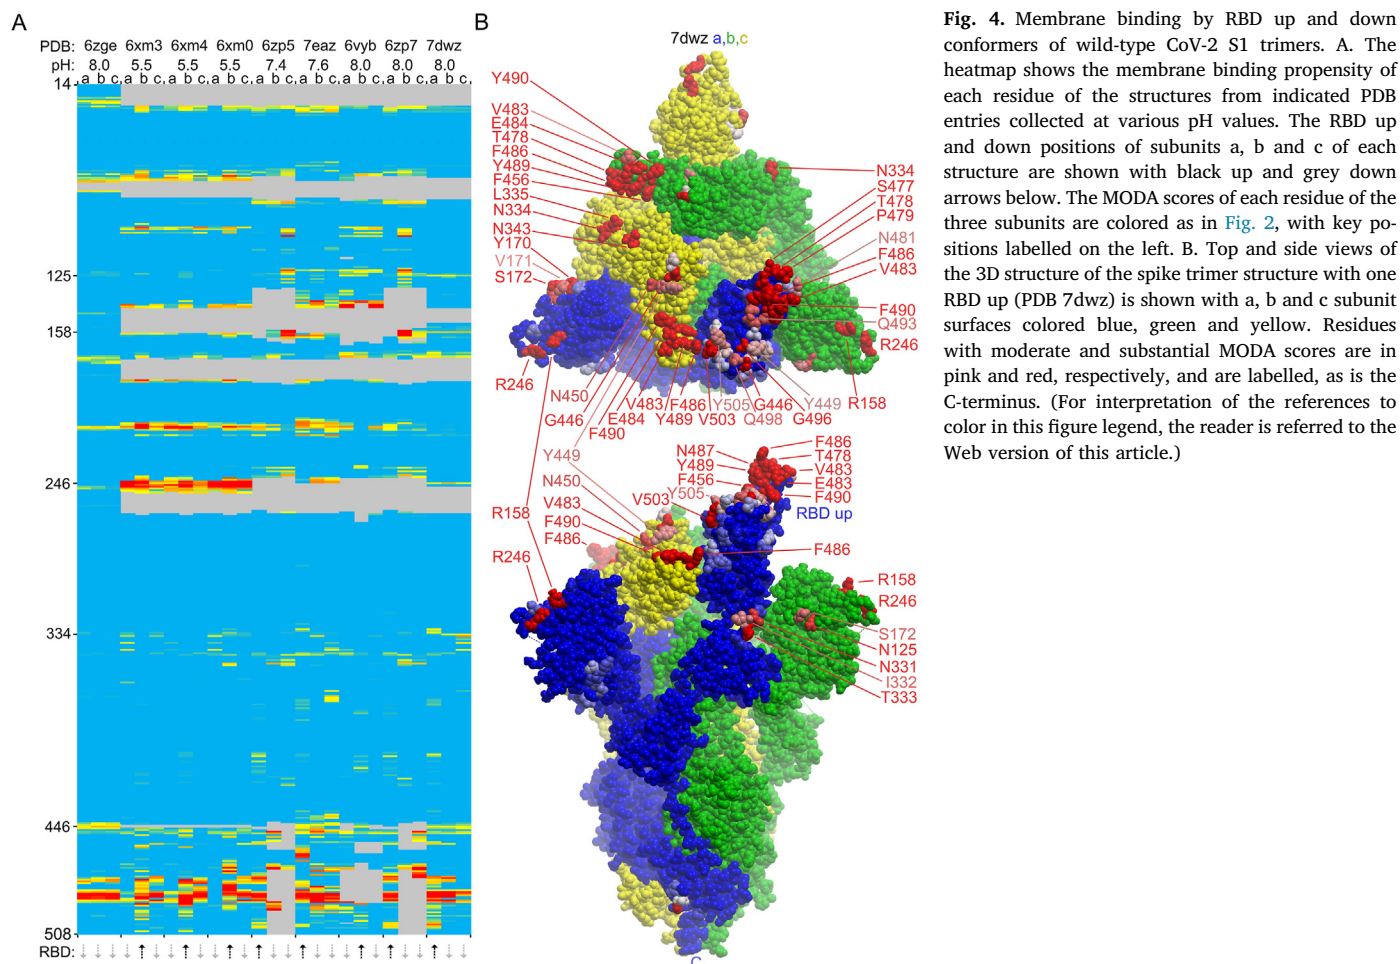 A
PDB: 6zge 6xm3 6xm4 6xm0 6zp5 7eaz 6vyb 6zp7 7dwz
pH: 8.0 5.5 5.5 5.5 7.4 7.6 8.0 8.0 8.0
a b c a b c a b c a b c a b c a b c a b c a b c a b c
14
125
158
246
334
446
508
RBD:
B
7dwz a,b,c
Y490
V483
E484
T478
F486
Y489
F456
L335
N334
N343
Y170
V171
S172
R246
N450
G446
F490
E484
V483
Y489
F486
V503
Y505
Q498
G446
G496
Y449
R158
N334
S477
T478
P479
N481
F486
V483
F490
Q493
R246
Y449
N450
V483
R158
F490
F486
R246
N487
Y489
F456
Y505
V503
F486
T478
V483
E483
F490
RBD up
F486
R158
R246
S172
N125
N331
I332
T333
C
Fig. 4. Membrane binding by RBD up and down
conformers of wild-type CoV-2 S1 trimers. A. The
heatmap shows the membrane binding propensity of
each residue of the structures from indicated PDB
entries collected at various pH values. The RBD up
and down positions of subunits a, b and c of each
structure are shown with black up and grey down
arrows below. The MODA scores of each residue of the
three subunits are colored as in Fig. 2, with key po-
sitions labelled on the left. B. Top and side views of
the 3D structure of the spike trimer structure with one
RBD up (PDB 7dwz) is shown with a, b and c subunit
surfaces colored blue, green and yellow. Residues
with moderate and substantial MODA scores are in
pink and red, respectively, and are labelled, as is the
C-terminus. (For interpretation of the references to
color in this figure legend, the reader is referred to the
Web version of this article.)